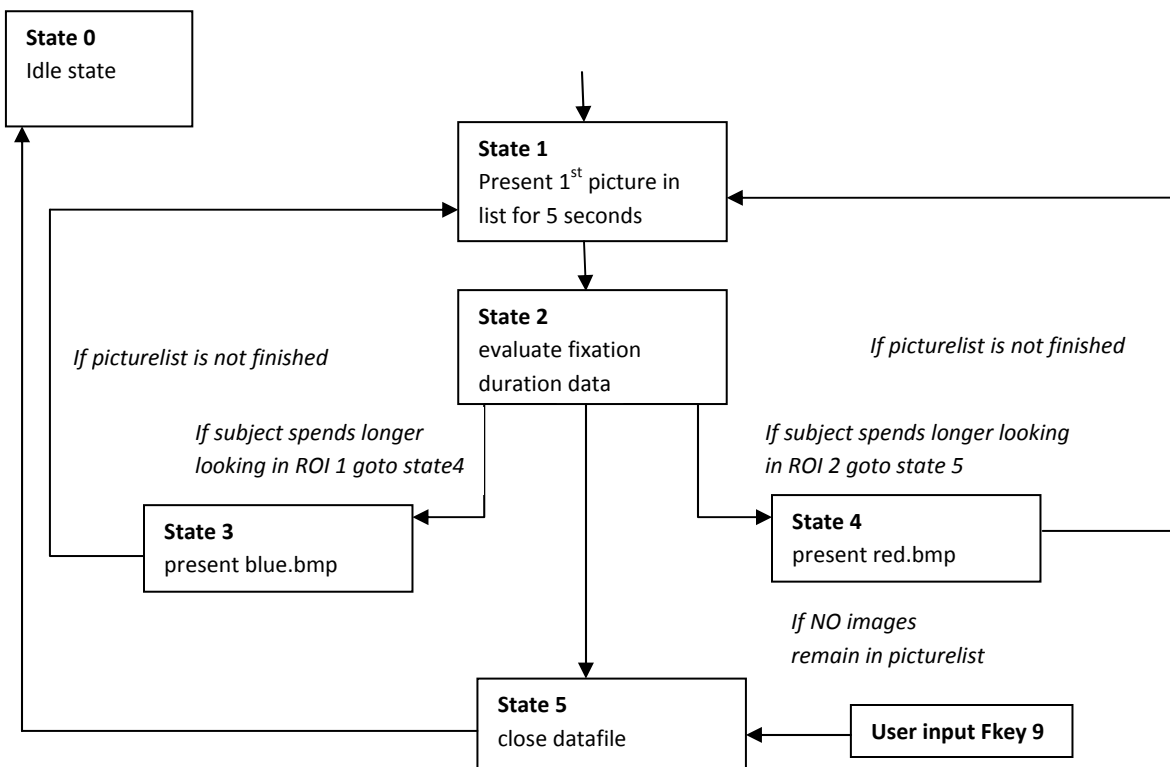 State 0
Idle state
State 1
Present 1st picture in
list for 5 seconds
State 2
evaluate fixation
duration data
If picturelist is not finished
If picturelist is not finished
If subject spends longer
looking in ROI 1 goto state4
If subject spends longer looking
in ROI 2 goto state 5
State 3
present blue.bmp
State 4
present red.bmp
If NO images
remain in picturelist
State 5
close datafile
User input Fkey 9